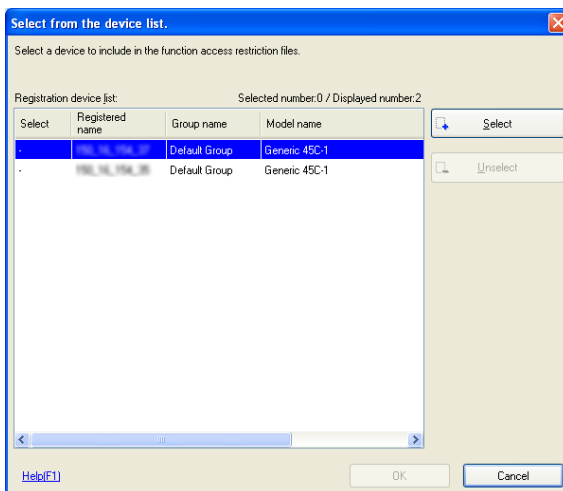 Select from the device list.
Select a device to include in the function access restriction files.
Registration device list: Selected number:0 / Displayed number:2
Select Registered name Group name Model name
- Default Group Generic 45C-1
- Default Group Generic 45C-1
Select
Unselect
Help(F1) OK Cancel